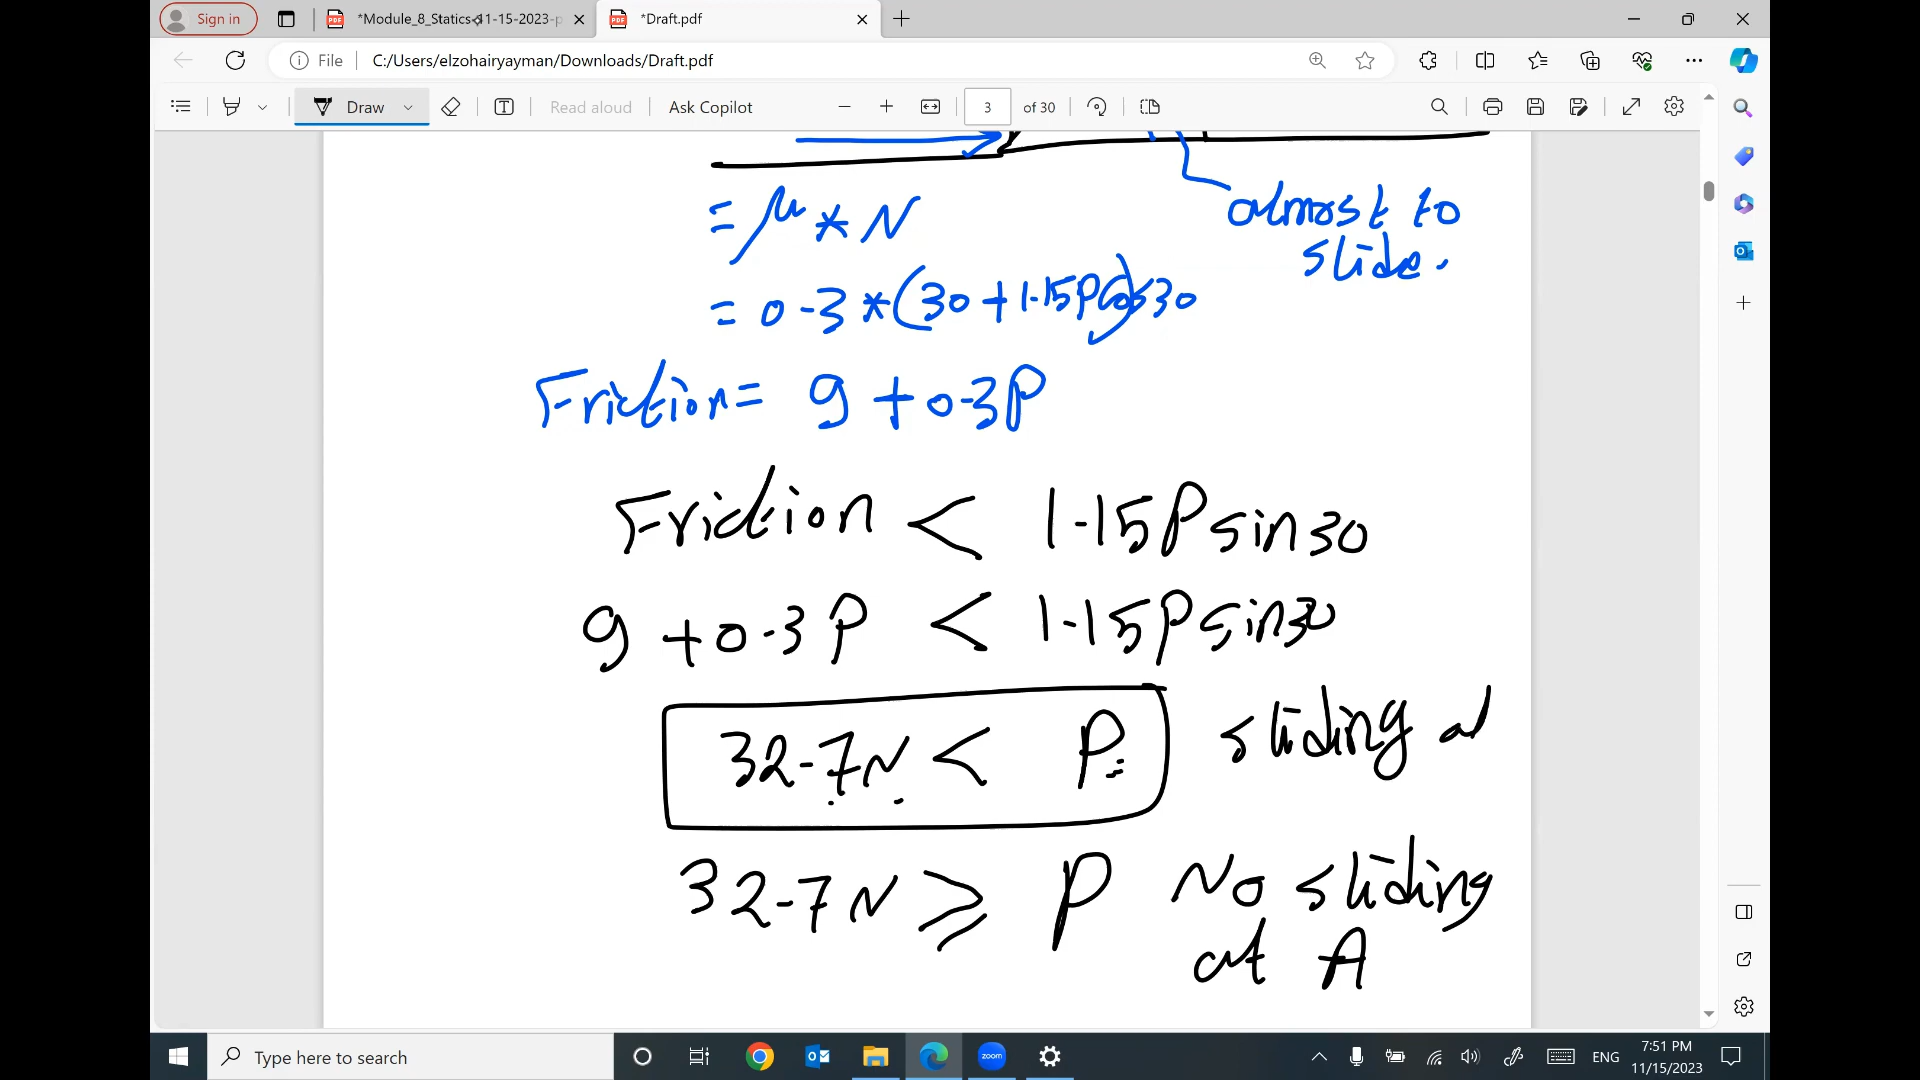 Sign in
*Module_8_Statics-11-15-2023-p
*Draft.pdf
File
C:/Users/elzohairyayman/Downloads/Draft.pdf
Draw
Read aloud
Ask Copilot
3
of 30
= μ * N
almost to
slide.
= 0.3 * (30 + 1.15P cos30)
Friction = 9 + 0.3P
Friction < 1.15P sin30
9 + 0.3P < 1.15P sin30
32.7N < P
sliding at
32.7N ≥ P No sliding
at A
Type here to search
zoom
ENG
7:51 PM
11/15/2023